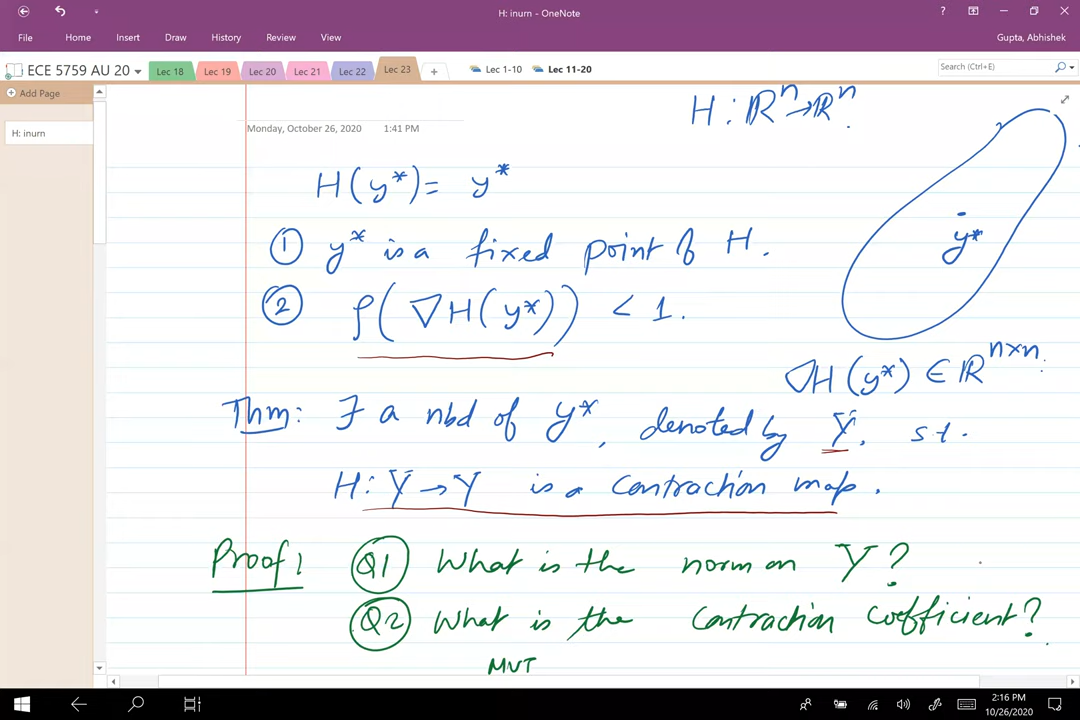 H: inurn - OneNote
Gupta, Abhishek
File Home Insert Draw History Review View
ECE 5759 AU 20 Lec 18 Lec 19 Lec 20 Lec 21 Lec 22 Lec 23 + Lec 1-10 Lec 11-20
Search (Ctrl+E)
Add Page
H: inurn
Monday, October 26, 2020 1:41 PM
H : ℝⁿ → ℝⁿ.
H(y*) = y*
① y* is a fixed point of H.
y*
② ρ(∇H(y*)) < 1.
∇H(y*) ∈ ℝⁿˣⁿ.
Thm: ∃ a nbd of y*, denoted by Y, s.t.
H: Y → Y is a contraction map.
Proof: Q1 What is the norm on Y?
Q2 What is the contraction coefficient?
MVT
2:16 PM
10/26/2020